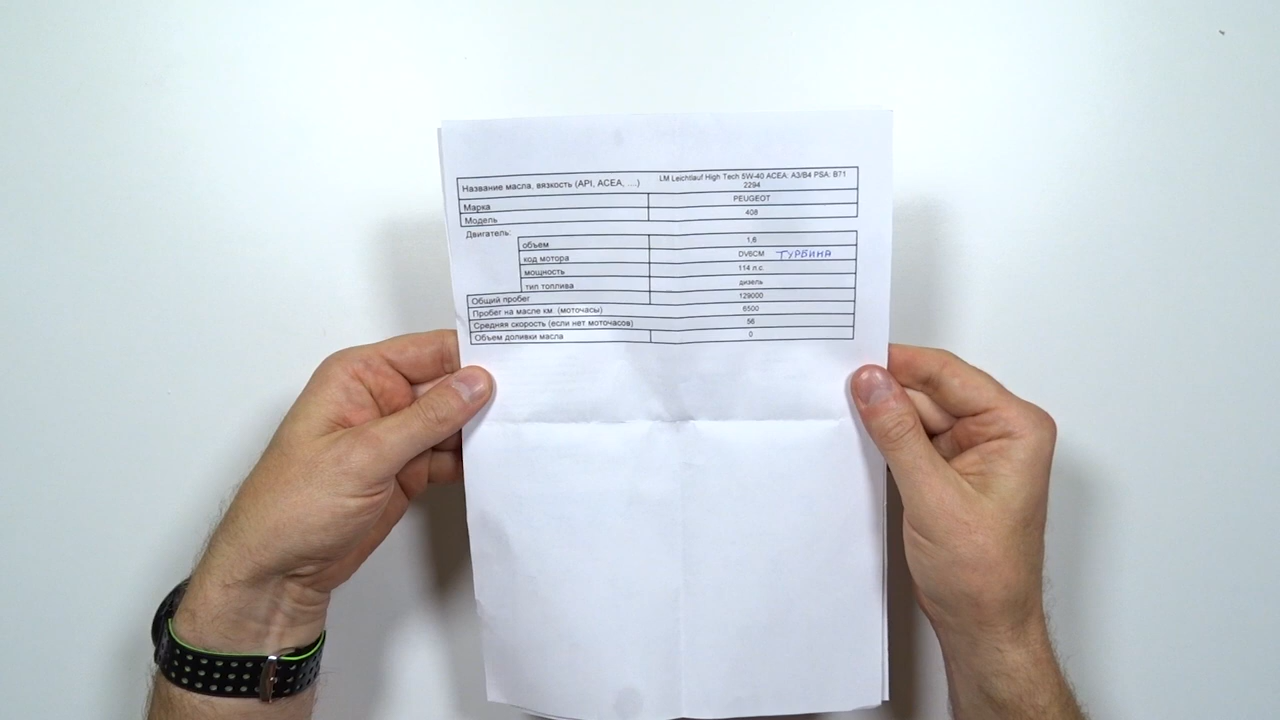 Название масла, вязкость (API, ACEA, ....) LM Leichtlauf High Tech 5W-40 ACEA: A3/B4 PSA: B71 2294
Марка PEUGEOT
Модель 408
Двигатель:
объем 1,6
код мотора DV6CM ТУРБИНА
мощность 114 л.с.
тип топлива дизель
Общий пробег 129000
Пробег на масле км. (моточасы) 6500
Средняя скорость (если нет моточасов) 56
Объем доливки масла 0